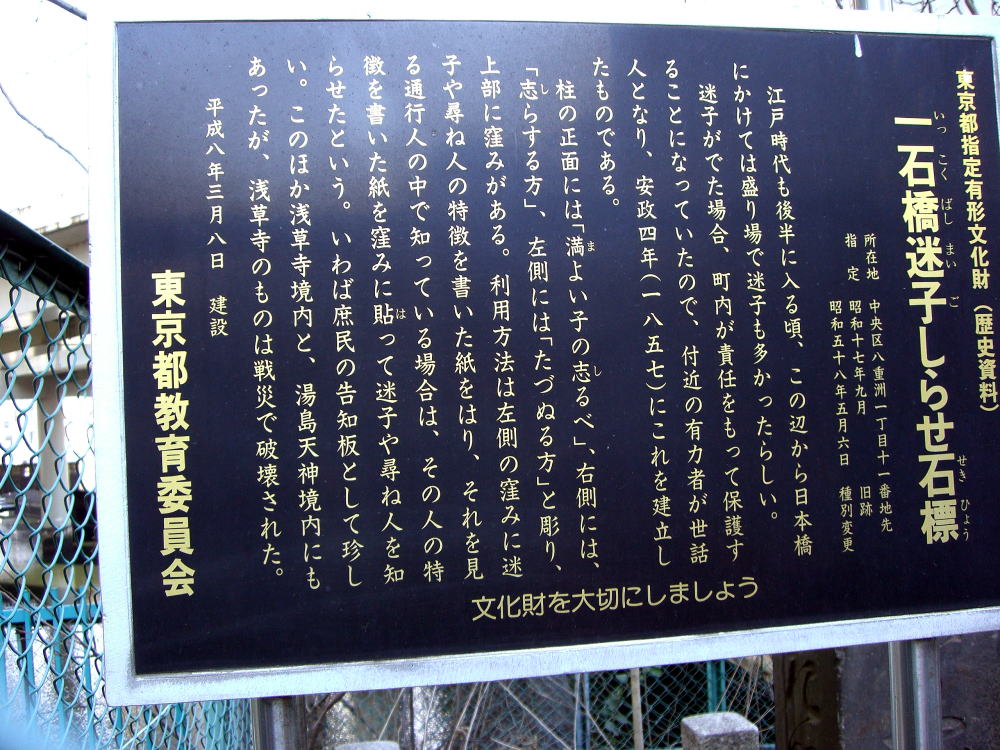 東京都指定有形文化財(歴史資料)
一石橋迷子しらせ石標
いっこくばしまいごせきひょう
所在地 中央区八重洲一丁目十一番地先
指定 昭和十七年九月 旧跡
昭和五十八年五月六日 種別変更
江戸時代も後半に入る頃、この辺から日本橋
にかけては盛り場で迷子も多かったらしい。
迷子がでた場合、町内が責任をもって保護す
ることになっていたので、付近の有力者が世話
人となり、安政四年(一八五七)にこれを建立し
たものである。
柱の正面には「満よい子の志るべ」、右側には、
「志らする方」、左側には「たづぬる方」と彫り、
上部に窪みがある。利用方法は左側の窪みに迷
子や尋ね人の特徴を書いた紙をはり、それを見
る通行人の中で知っている場合は、その人の特
徴を書いた紙を窪みに貼って迷子や尋ね人を知
らせたという。いわば庶民の告知板として珍し
い。このほか浅草寺境内と、湯島天神境内にも
あったが、浅草寺のものは戦災で破壊された。
平成八年三月八日 建設
東京都教育委員会
文化財を大切にしましょう